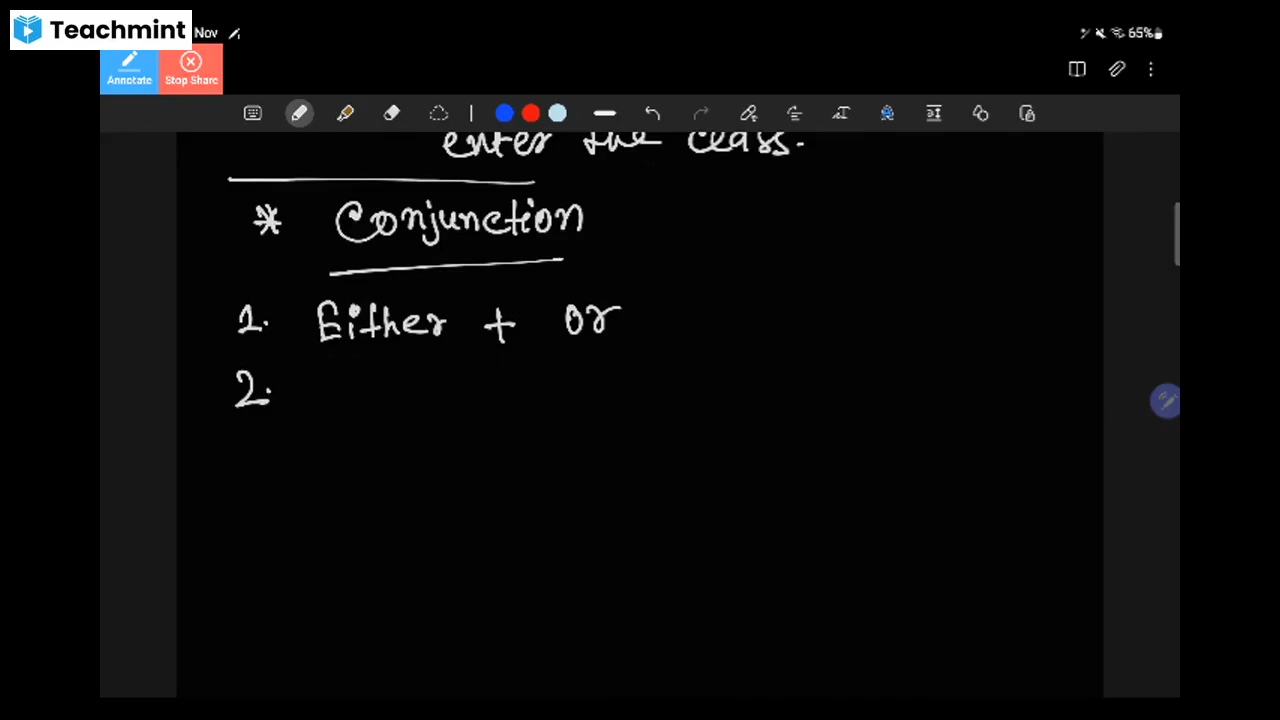 Teachmint
Nov
65%
Annotate
Stop Share
enter the class.
* Conjunction
1. Either + or
2.